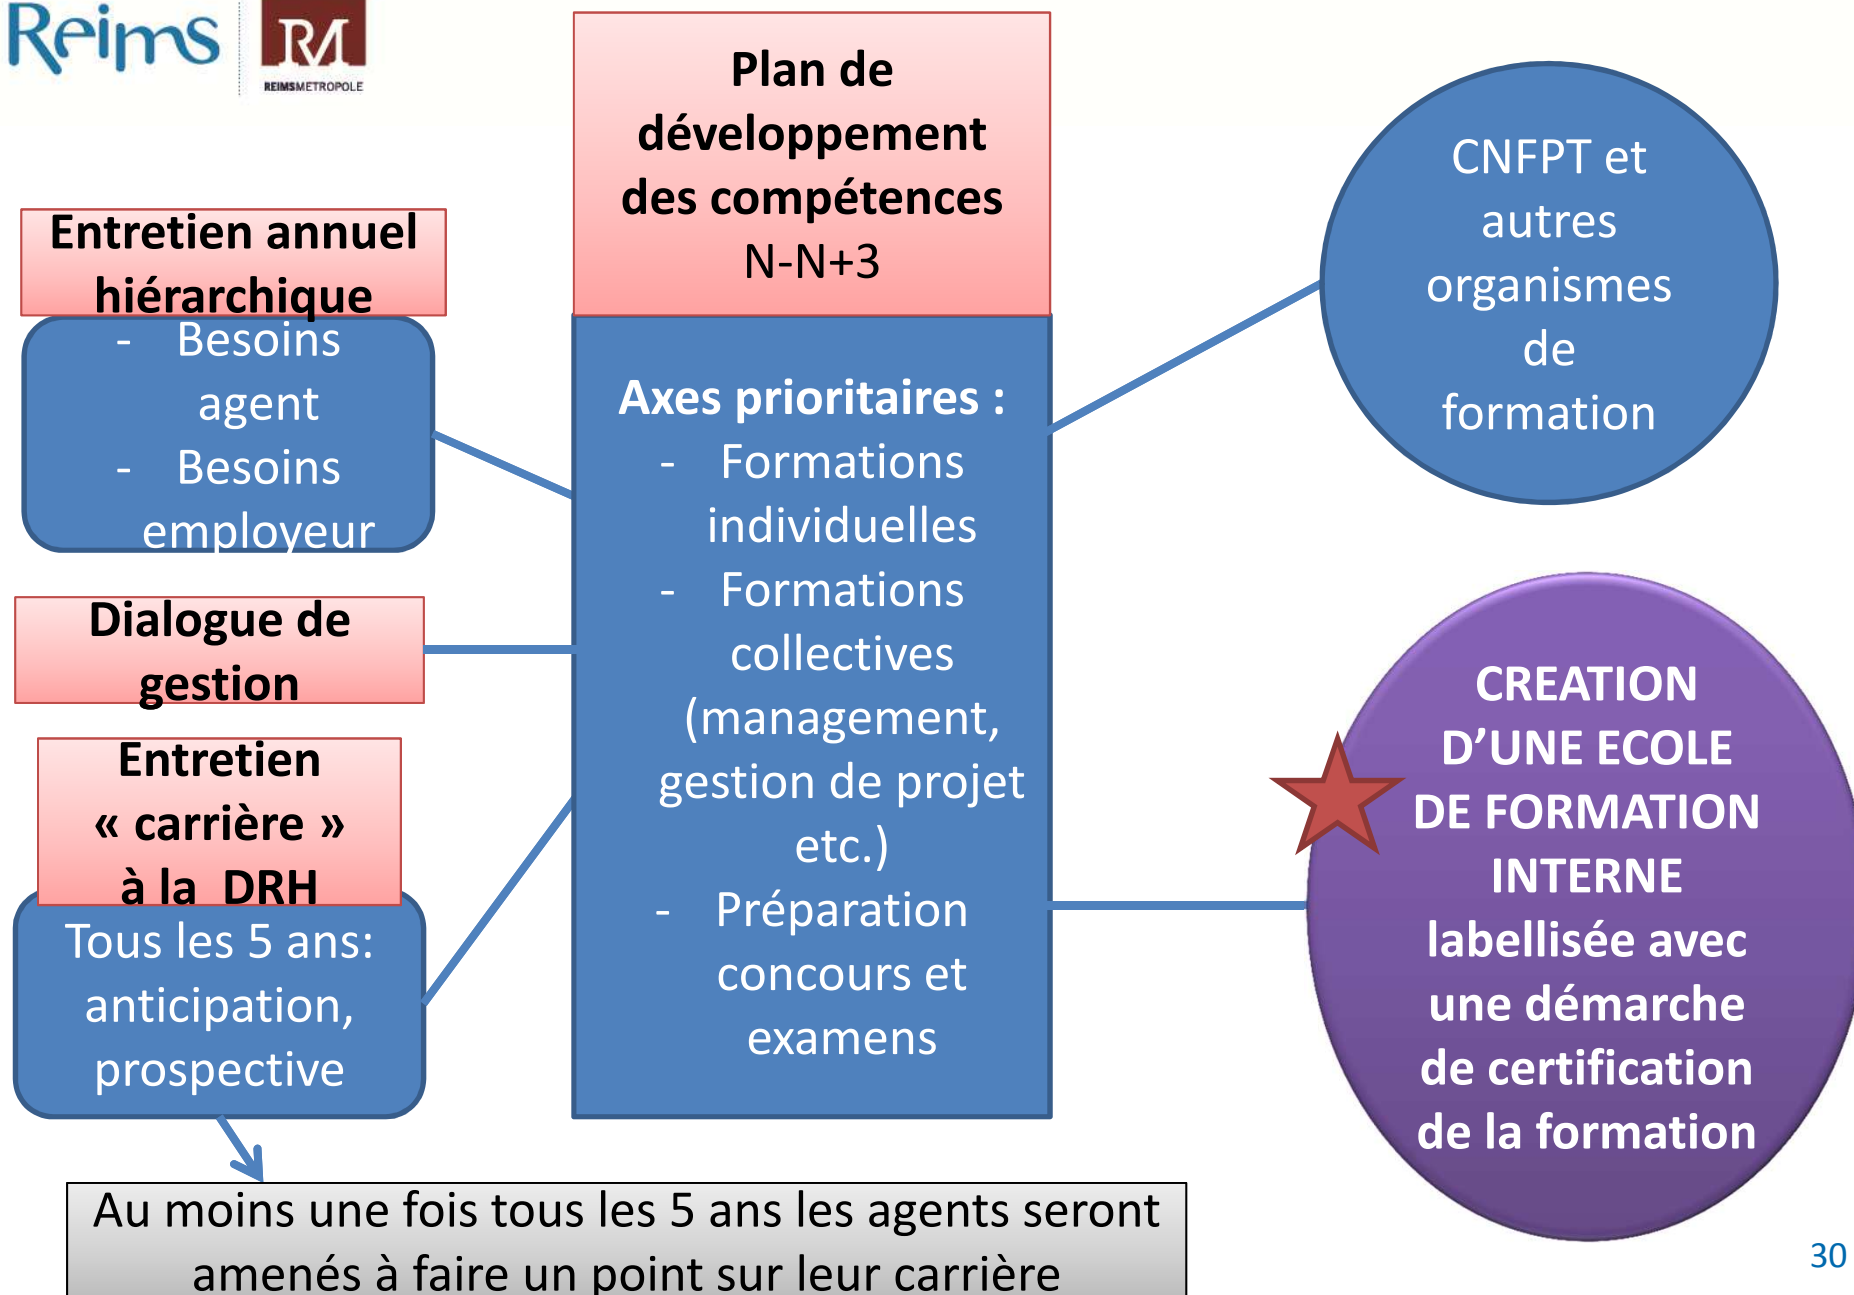 Reims
RM
REIMSMETROPOLE
Plan de
développement
des compétences
N-N+3
Entretien annuel
hiérarchique
- Besoins
agent
- Besoins
employeur
Dialogue de
gestion
Entretien
« carrière »
à la DRH
Tous les 5 ans:
anticipation,
prospective
Axes prioritaires :
- Formations
individuelles
- Formations
collectives
(management,
gestion de projet
etc.)
- Préparation
concours et
examens
CNFPT et
autres
organismes
de
formation
CREATION
D’UNE ECOLE
DE FORMATION
INTERNE
labellisée avec
une démarche
de certification
de la formation
Au moins une fois tous les 5 ans les agents seront
amenés à faire un point sur leur carrière
30